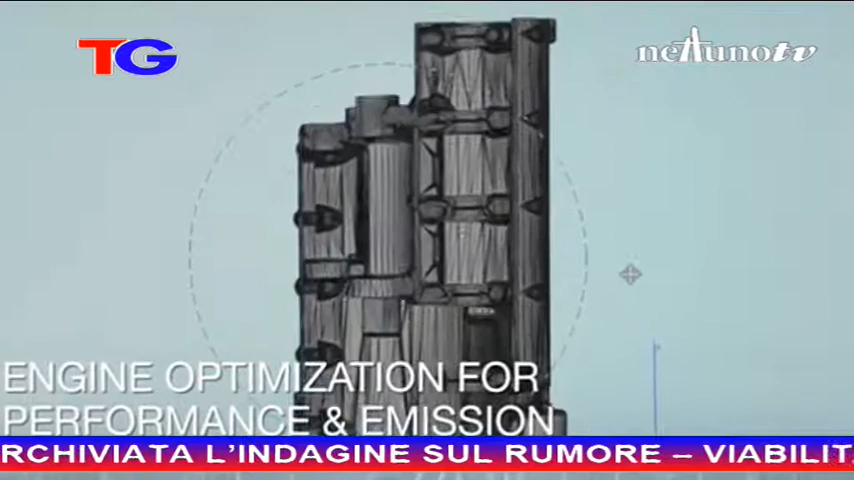 TG
nettunotv
ENGINE OPTIMIZATION FOR
PERFORMANCE & EMISSION
RCHIVIATA L'INDAGINE SUL RUMORE – VIABILIT